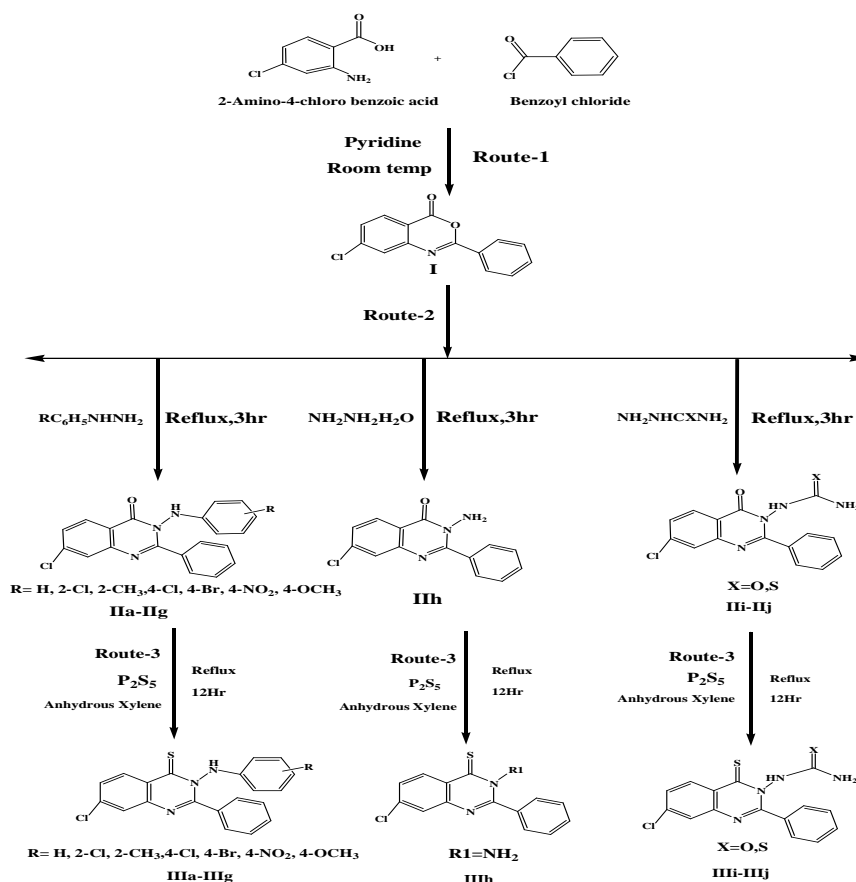 O
OH
Cl
NH₂
+
O
Cl
2-Amino-4-chloro benzoic acid
Benzoyl chloride
Pyridine
Room temp
Route-1
O
O
Cl
N
I
Route-2
RC₆H₅NHNH₂
Reflux,3hr
NH₂NH₂H₂O
Reflux,3hr
NH₂NHCXNH₂
Reflux,3hr
O
H
N
N
R
Cl
N
R= H, 2-Cl, 2-CH₃,4-Cl, 4-Br, 4-NO₂, 4-OCH₃
IIa-IIg
O
N
NH₂
Cl
N
IIh
X
O
HN
NH₂
N
Cl
N
X=O,S
IIi-IIj
Route-3
P₂S₅
Anhydrous Xylene
Reflux
12Hr
Route-3
P₂S₅
Anhydrous Xylene
Reflux
12Hr
Route-3
P₂S₅
Anhydrous Xylene
Reflux
12Hr
S
H
N
N
R
Cl
N
R= H, 2-Cl, 2-CH₃,4-Cl, 4-Br, 4-NO₂, 4-OCH₃
IIIa-IIIg
S
R1
N
Cl
N
R1=NH₂
IIIh
X
S
HN
NH₂
N
Cl
N
X=O,S
IIIi-IIIj